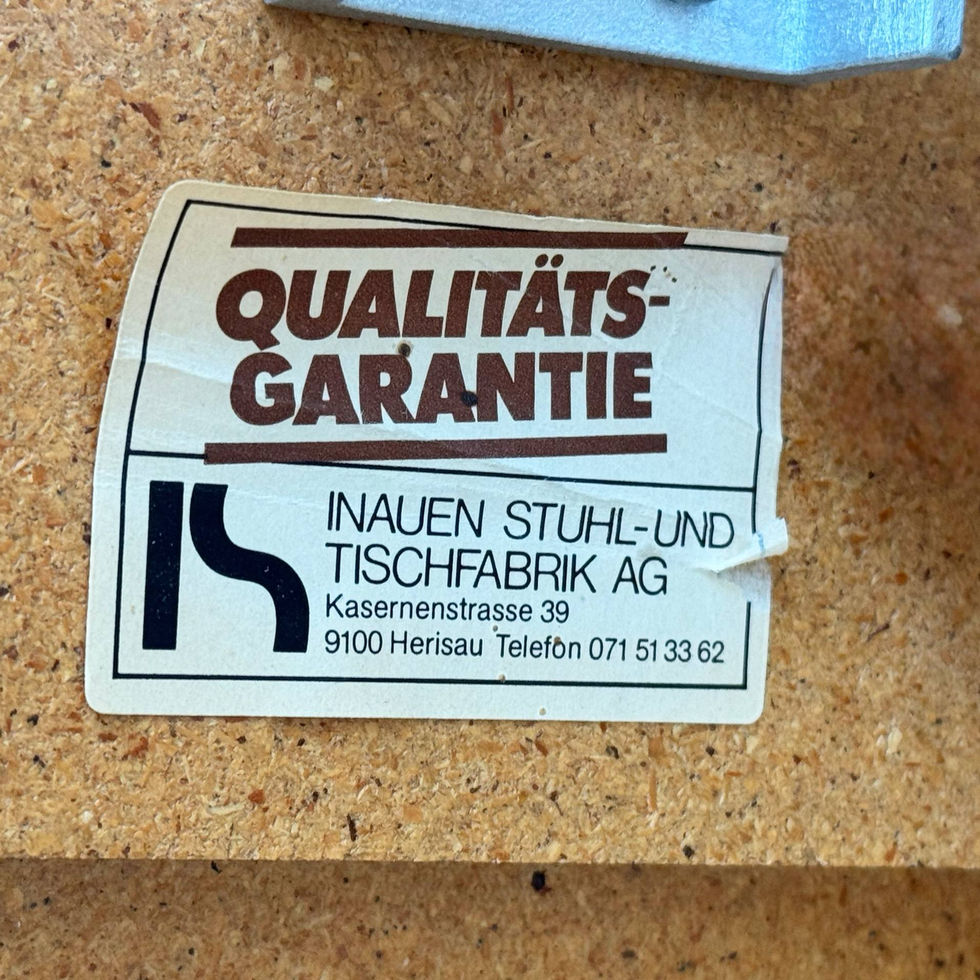 QUALITÄTS-
GARANTIE
INAUEN STUHL-UND
TISCHFABRIK AG
Kasernenstrasse 39
9100 Herisau Telefon 071 51 33 62